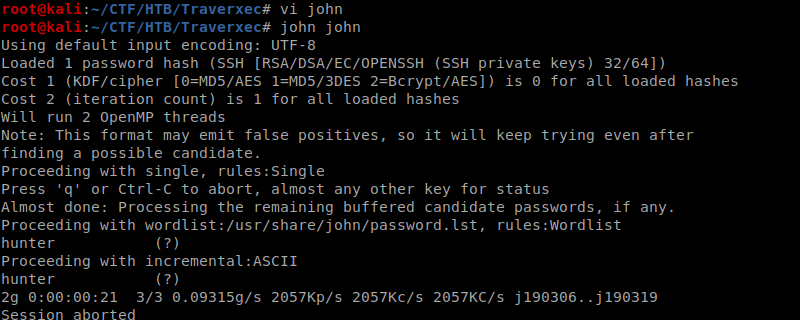 root@kali:~/CTF/HTB/Traverxec# vi john
root@kali:~/CTF/HTB/Traverxec# john john
Using default input encoding: UTF-8
Loaded 1 password hash (SSH [RSA/DSA/EC/OPENSSH (SSH private keys) 32/64])
Cost 1 (KDF/cipher [0=MD5/AES 1=MD5/3DES 2=Bcrypt/AES]) is 0 for all loaded hashes
Cost 2 (iteration count) is 1 for all loaded hashes
Will run 2 OpenMP threads
Note: This format may emit false positives, so it will keep trying even after
finding a possible candidate.
Proceeding with single, rules:Single
Press 'q' or Ctrl-C to abort, almost any other key for status
Almost done: Processing the remaining buffered candidate passwords, if any.
Proceeding with wordlist:/usr/share/john/password.lst, rules:Wordlist
hunter           (?)
Proceeding with incremental:ASCII
hunter           (?)
2g 0:00:00:21  3/3 0.09315g/s 2057Kp/s 2057Kc/s 2057KC/s j190306..j190319
Session aborted